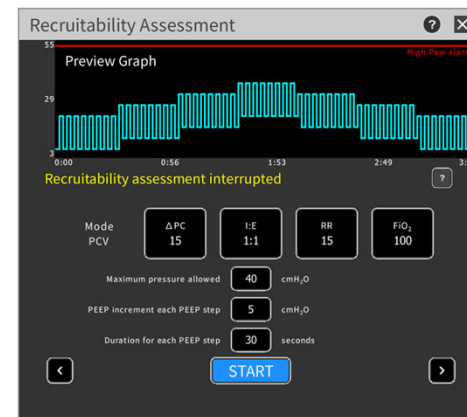 Recruitability Assessment ?
55
High Paw alar
Preview Graph
29
3
0:00 0:56 1:53 2:49 3:
Recruitability assessment interrupted ?
Mode
PCV
ΔPC
15
I:E
1:1
RR
15
FiO₂
100
Maximum pressure allowed 40 cmH₂O
PEEP increment each PEEP step 5 cmH₂O
Duration for each PEEP step 30 seconds
< START >